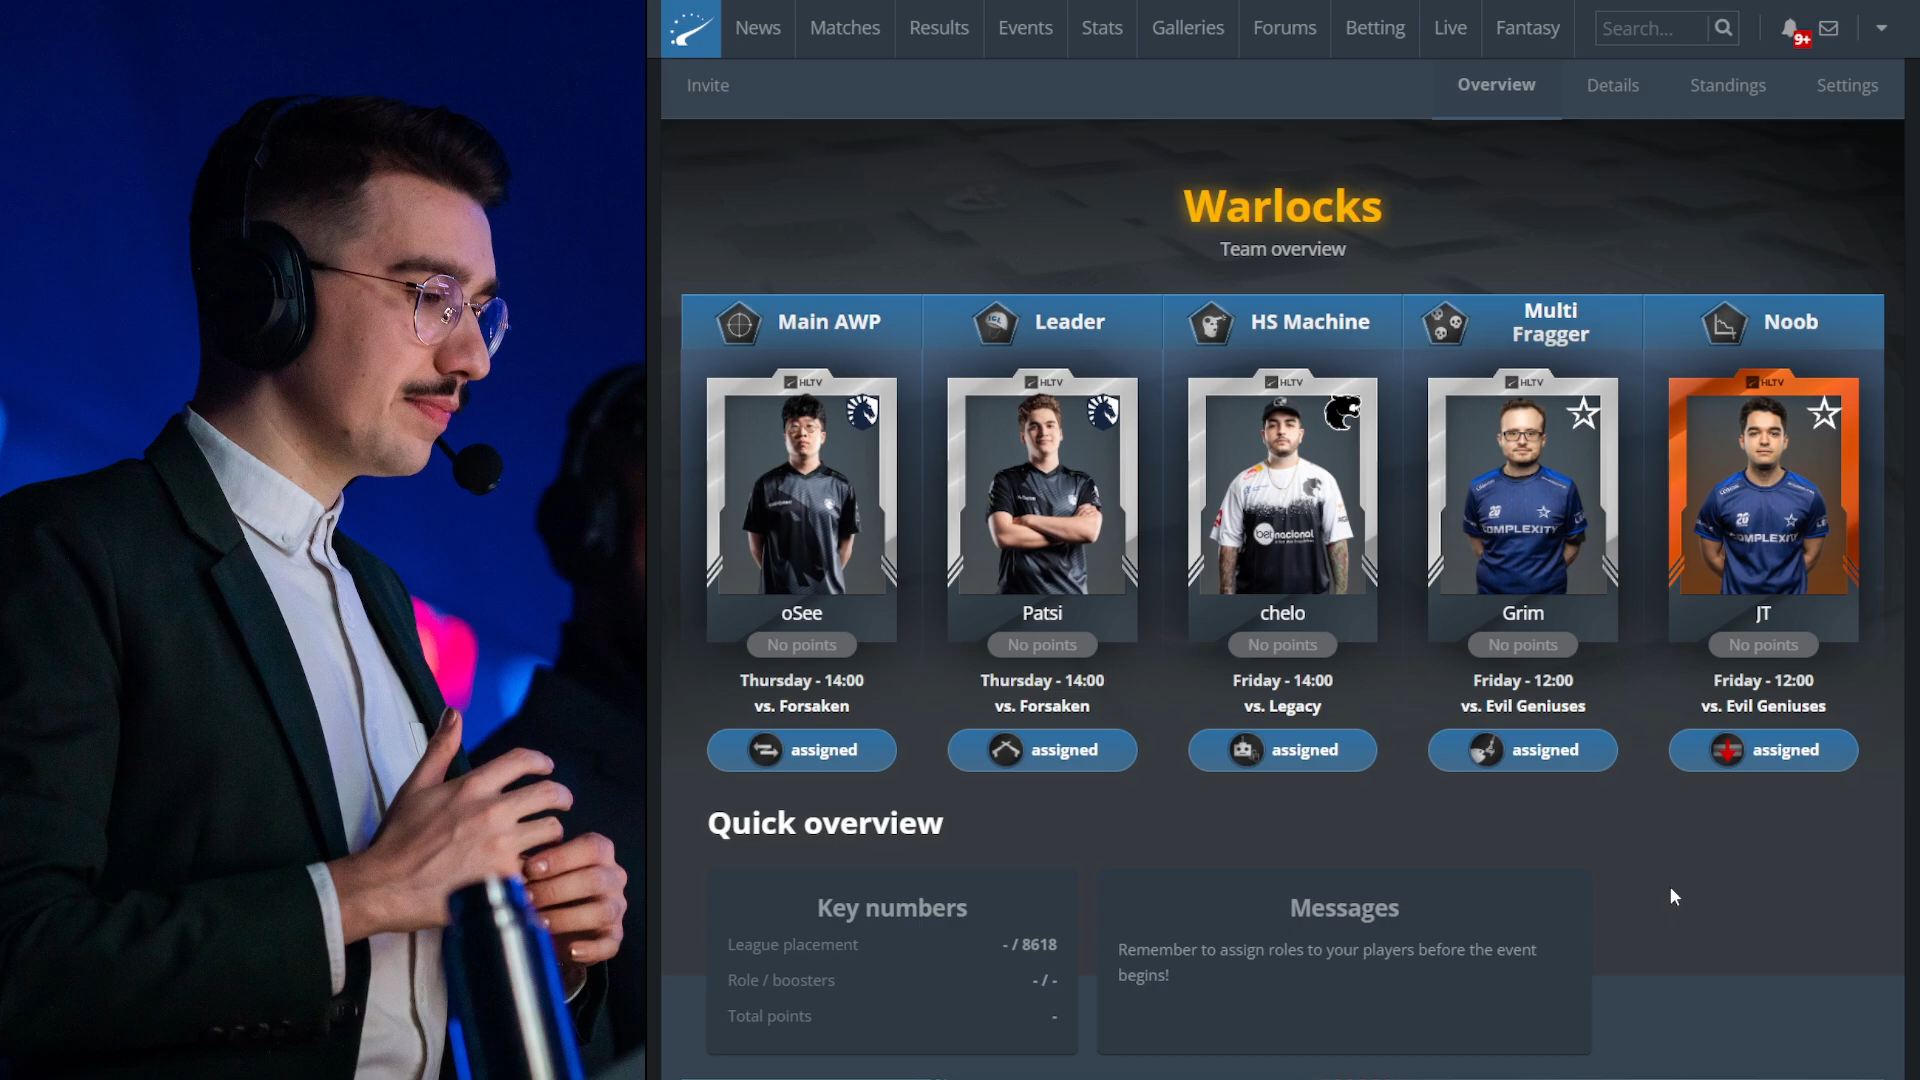 News Matches Results Events Stats Galleries Forums Betting Live Fantasy Search... 9+
Invite Overview Details Standings Settings
Warlocks
Team overview
Main AWP
Leader
HS Machine
Multi
Fragger
Noob
HLTV HLTV HLTV HLTV HLTV
betnacional
COMPLEXITY
COMPLEXITY
oSee Patsi chelo Grim JT
No points No points No points No points No points
Thursday - 14:00 Thursday - 14:00 Friday - 14:00 Friday - 12:00 Friday - 12:00
vs. Forsaken vs. Forsaken vs. Legacy vs. Evil Geniuses vs. Evil Geniuses
assigned assigned assigned assigned assigned
Quick overview
Key numbers
League placement - / 8618
Role / boosters - / -
Total points -
Messages
Remember to assign roles to your players before the event
begins!